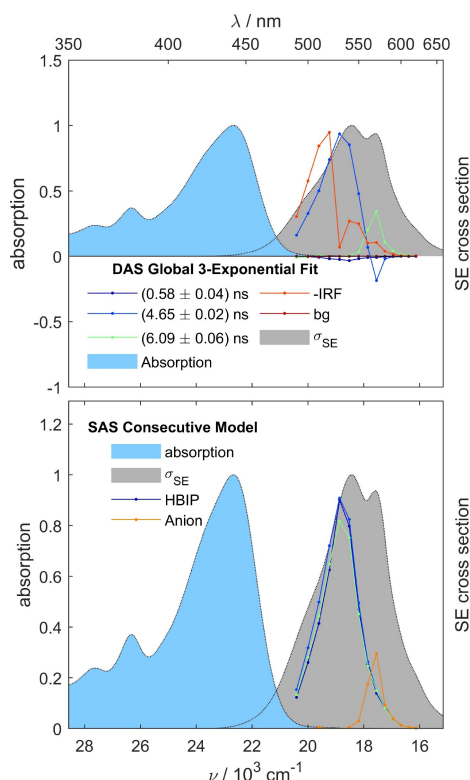 λ / nm
350 400 450 500 550 600 650
1.5
1
0.5
0
-0.5
-1
absorption
SE cross section
DAS Global 3-Exponential Fit
(0.58 ± 0.04) ns
(4.65 ± 0.02) ns
(6.09 ± 0.06) ns
Absorption
-IRF
bg
σSE
1.2
1
0.8
0.6
0.4
0.2
0
absorption
SE cross section
SAS Consecutive Model
absorption
σSE
HBIP
Anion
28 26 24 22 20 18 16
ν / 10³ cm⁻¹